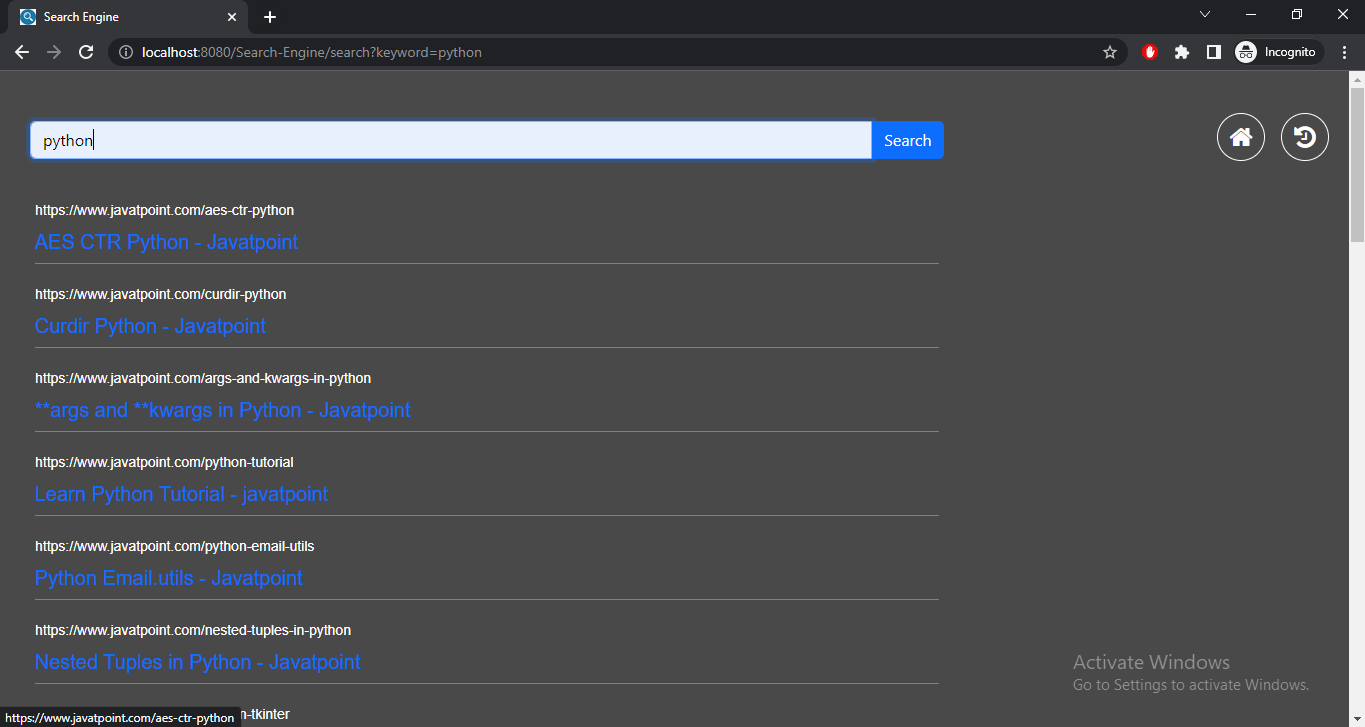 Search Engine
localhost:8080/Search-Engine/search?keyword=python
Incognito
python
Search
https://www.javatpoint.com/aes-ctr-python
AES CTR Python - Javatpoint
https://www.javatpoint.com/curdir-python
Curdir Python - Javatpoint
https://www.javatpoint.com/args-and-kwargs-in-python
**args and **kwargs in Python - Javatpoint
https://www.javatpoint.com/python-tutorial
Learn Python Tutorial - javatpoint
https://www.javatpoint.com/python-email-utils
Python Email.utils - Javatpoint
https://www.javatpoint.com/nested-tuples-in-python
Nested Tuples in Python - Javatpoint
Activate Windows
Go to Settings to activate Windows.
https://www.javatpoint.com/aes-ctr-python
n-tkinter